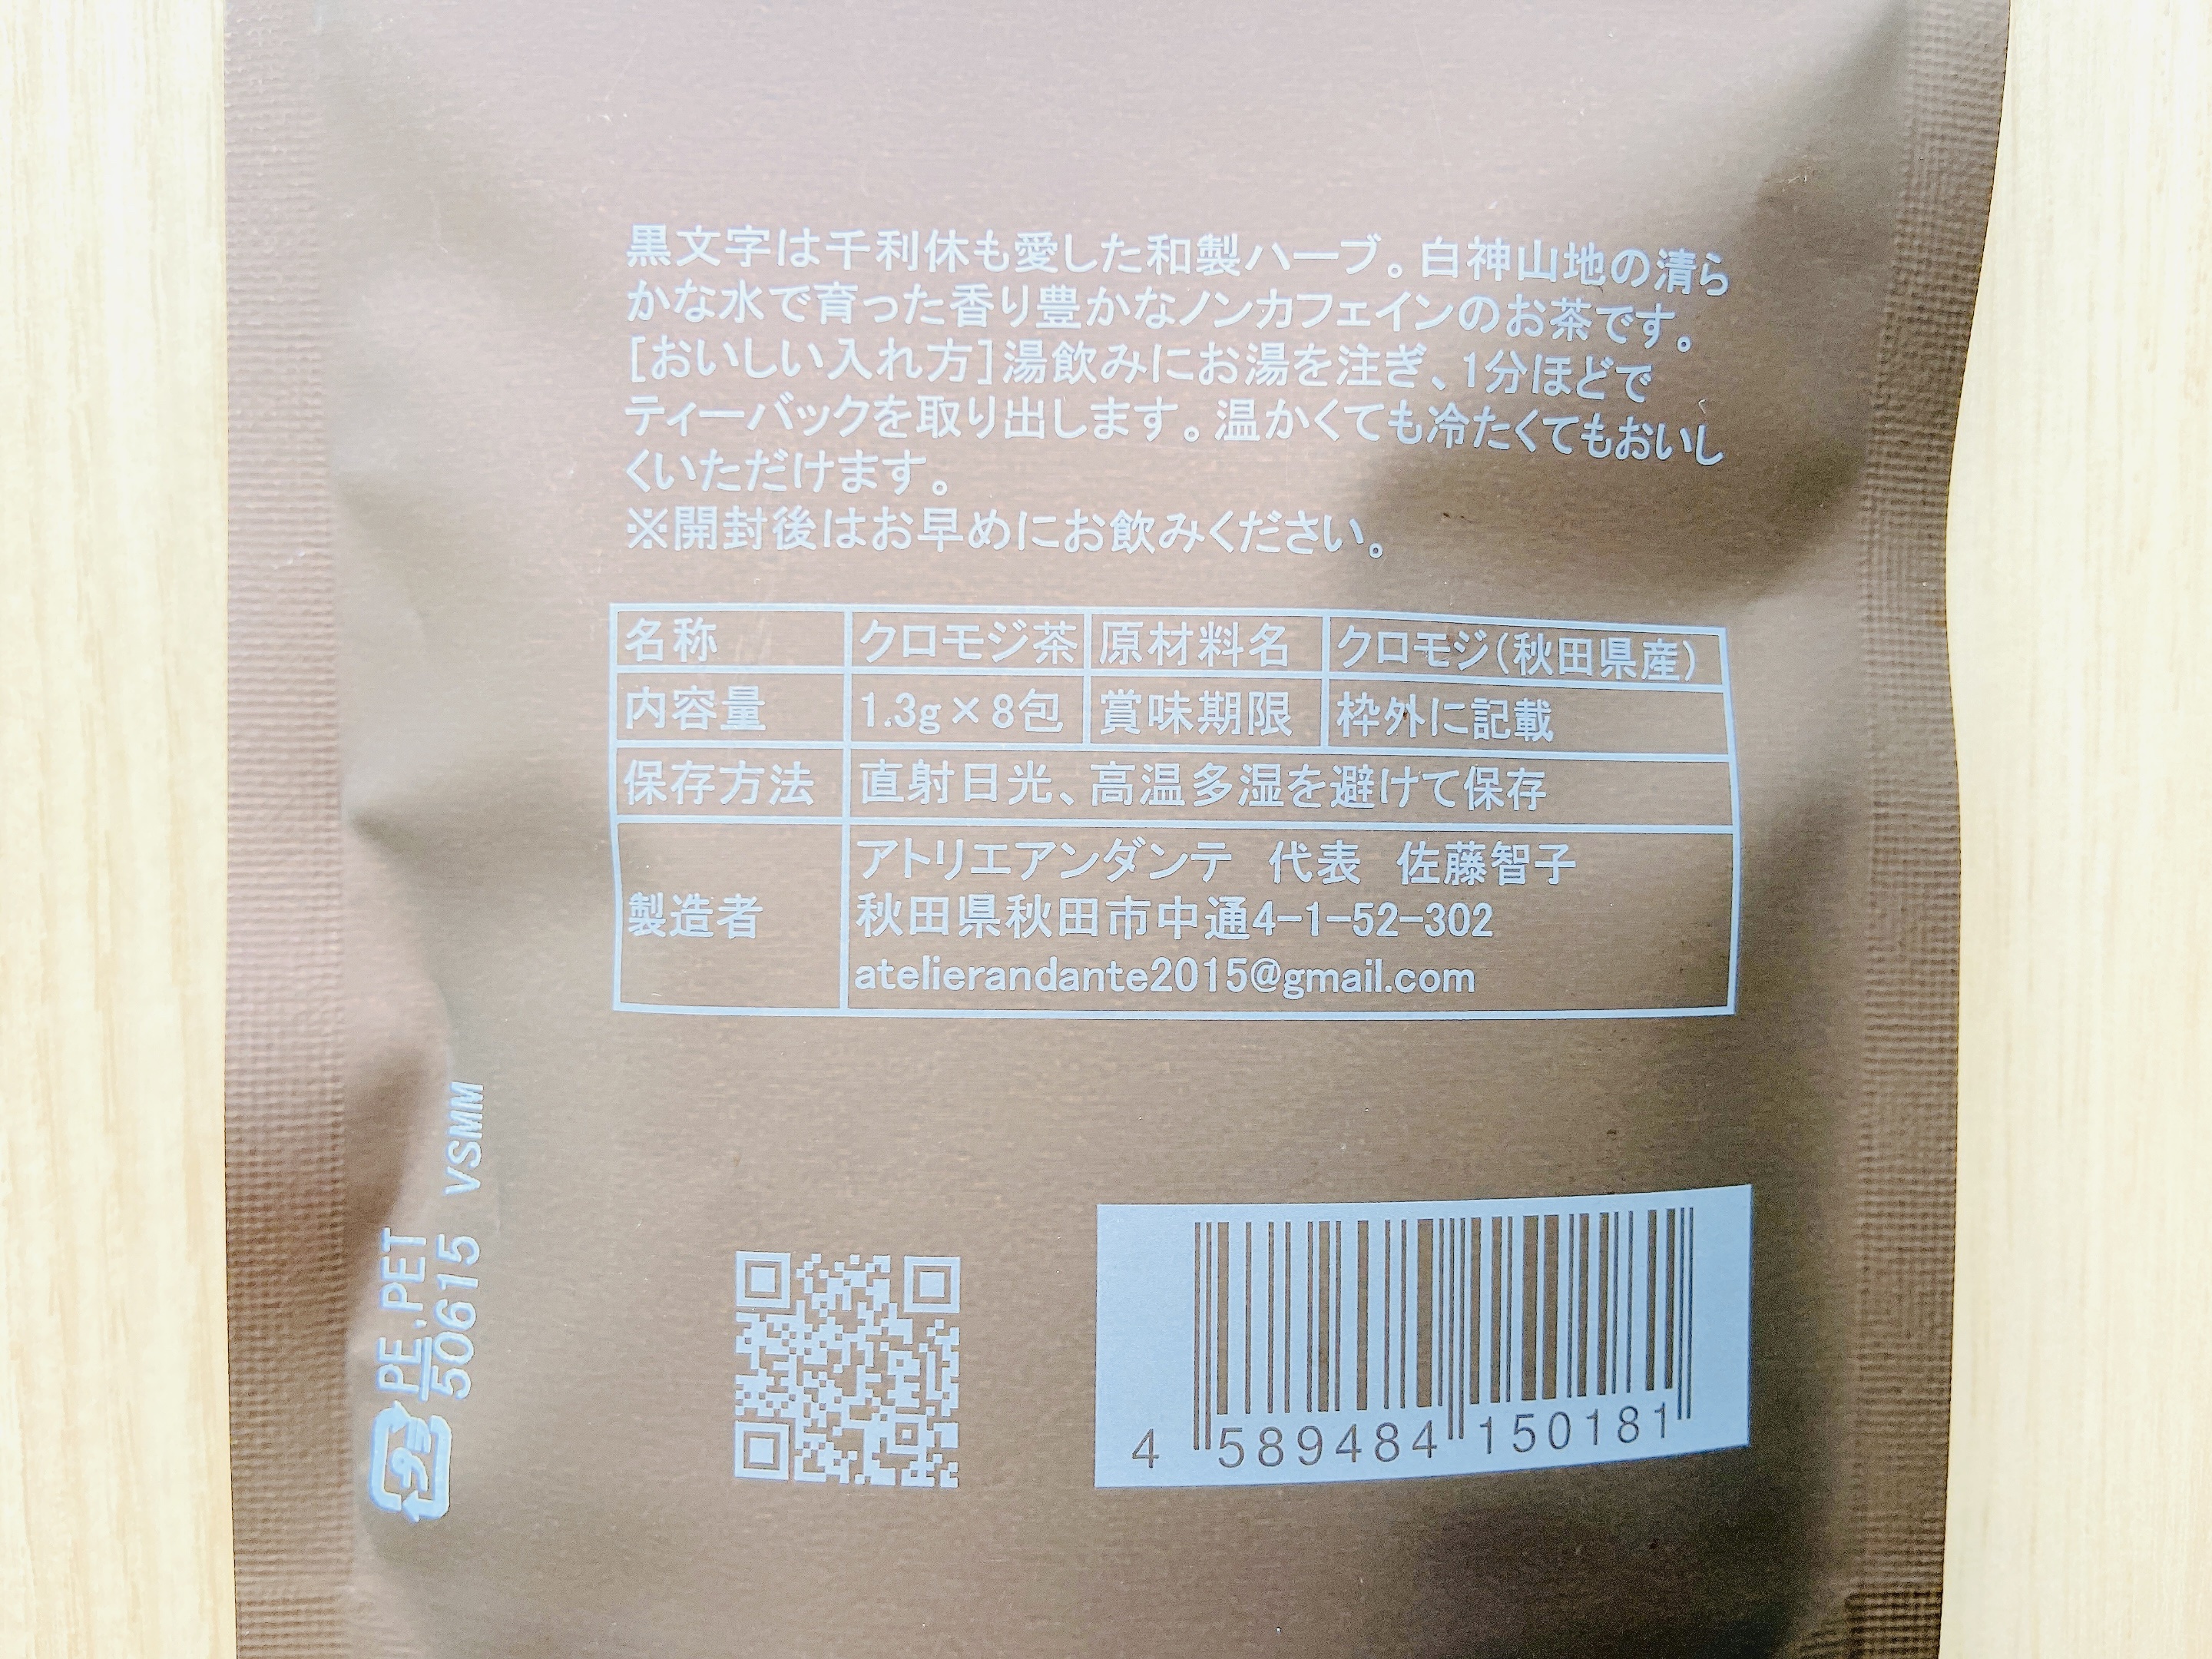 黒文字は千利休も愛した和製ハーブ。白神山地の清ら
かな水で育った香り豊かなノンカフェインのお茶です。
[おいしい入れ方]湯飲みにお湯を注ぎ、1分ほどで
ティーバックを取り出します。温かくても冷たくてもおいし
くいただけます。
※開封後はお早めにお飲みください。
名称 クロモジ茶 原材料名 クロモジ(秋田県産)
内容量 1.3g×8包 賞味期限 枠外に記載
保存方法 直射日光、高温多湿を避けて保存
製造者 アトリエアンダンテ 代表 佐藤智子
秋田県秋田市中通4-1-52-302
atelierandante2015@gmail.com
プラ PE,PET
50615 VSMM
4 589484 150181